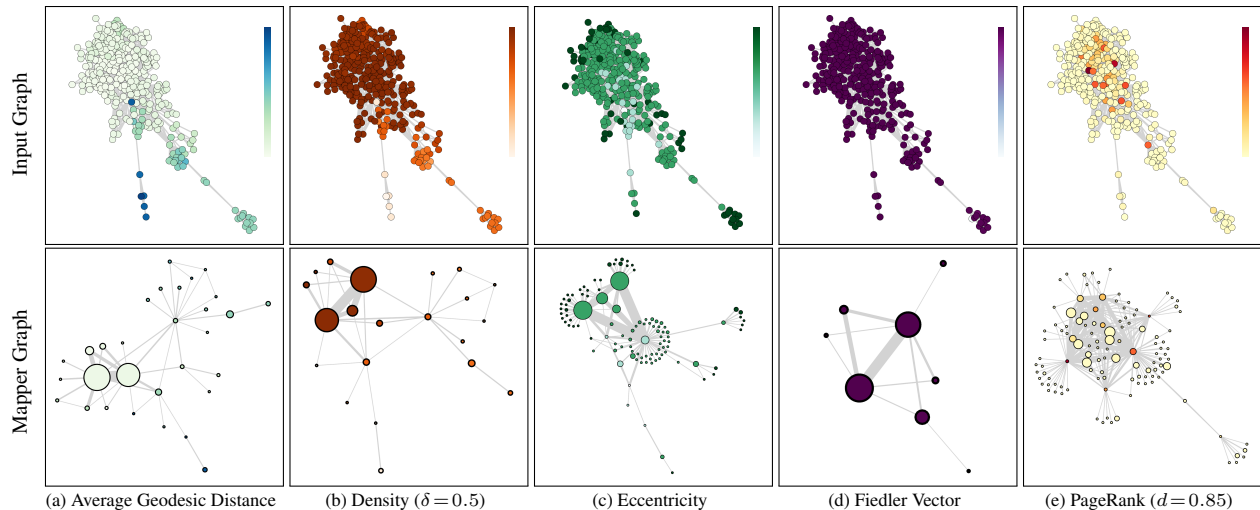 Input Graph
Mapper Graph
(a) Average Geodesic Distance
(b) Density (δ = 0.5)
(c) Eccentricity
(d) Fiedler Vector
(e) PageRank (d = 0.85)